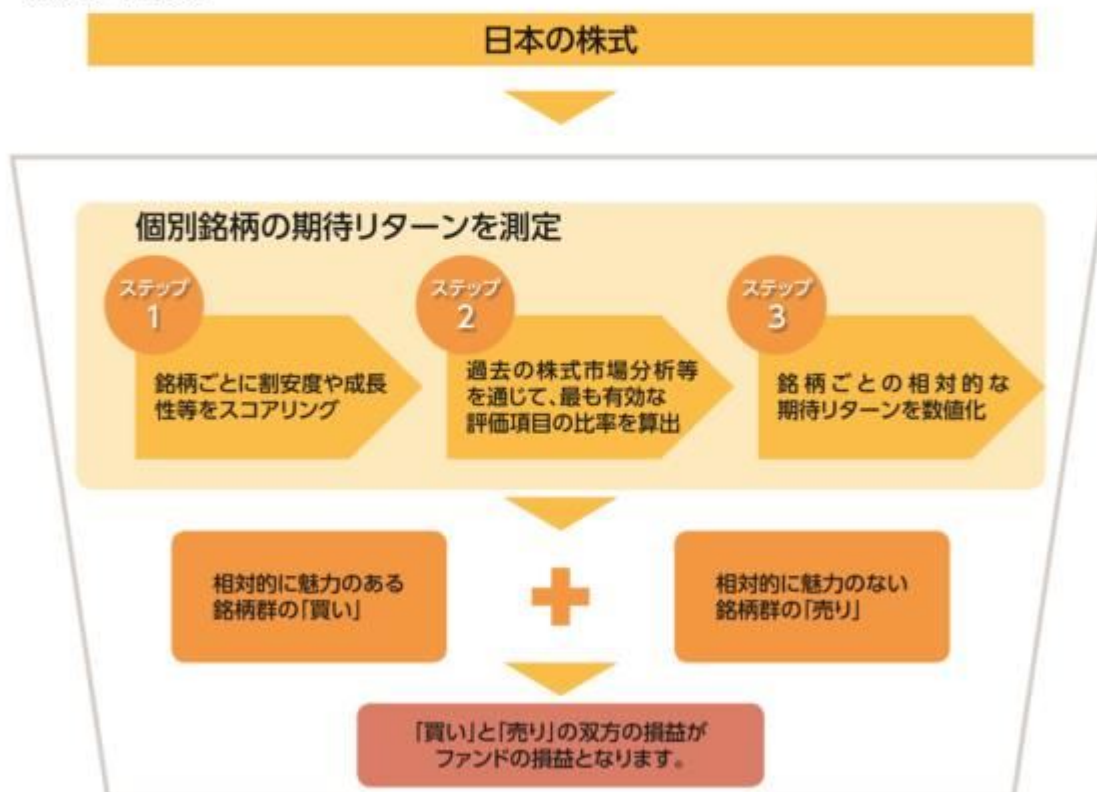 日本の株式
個別銘柄の期待リターンを測定
ステップ
1
銘柄ごとに割安度や成長
性等をスコアリング
ステップ
2
過去の株式市場分析等
を通じて、最も有効な
評価項目の比率を算出
ステップ
3
銘柄ごとの相対的な
期待リターンを数値化
相対的に魅力のある
銘柄群の「買い」
相対的に魅力のない
銘柄群の「売り」
「買い」と「売り」の双方の損益が
ファンドの損益となります。